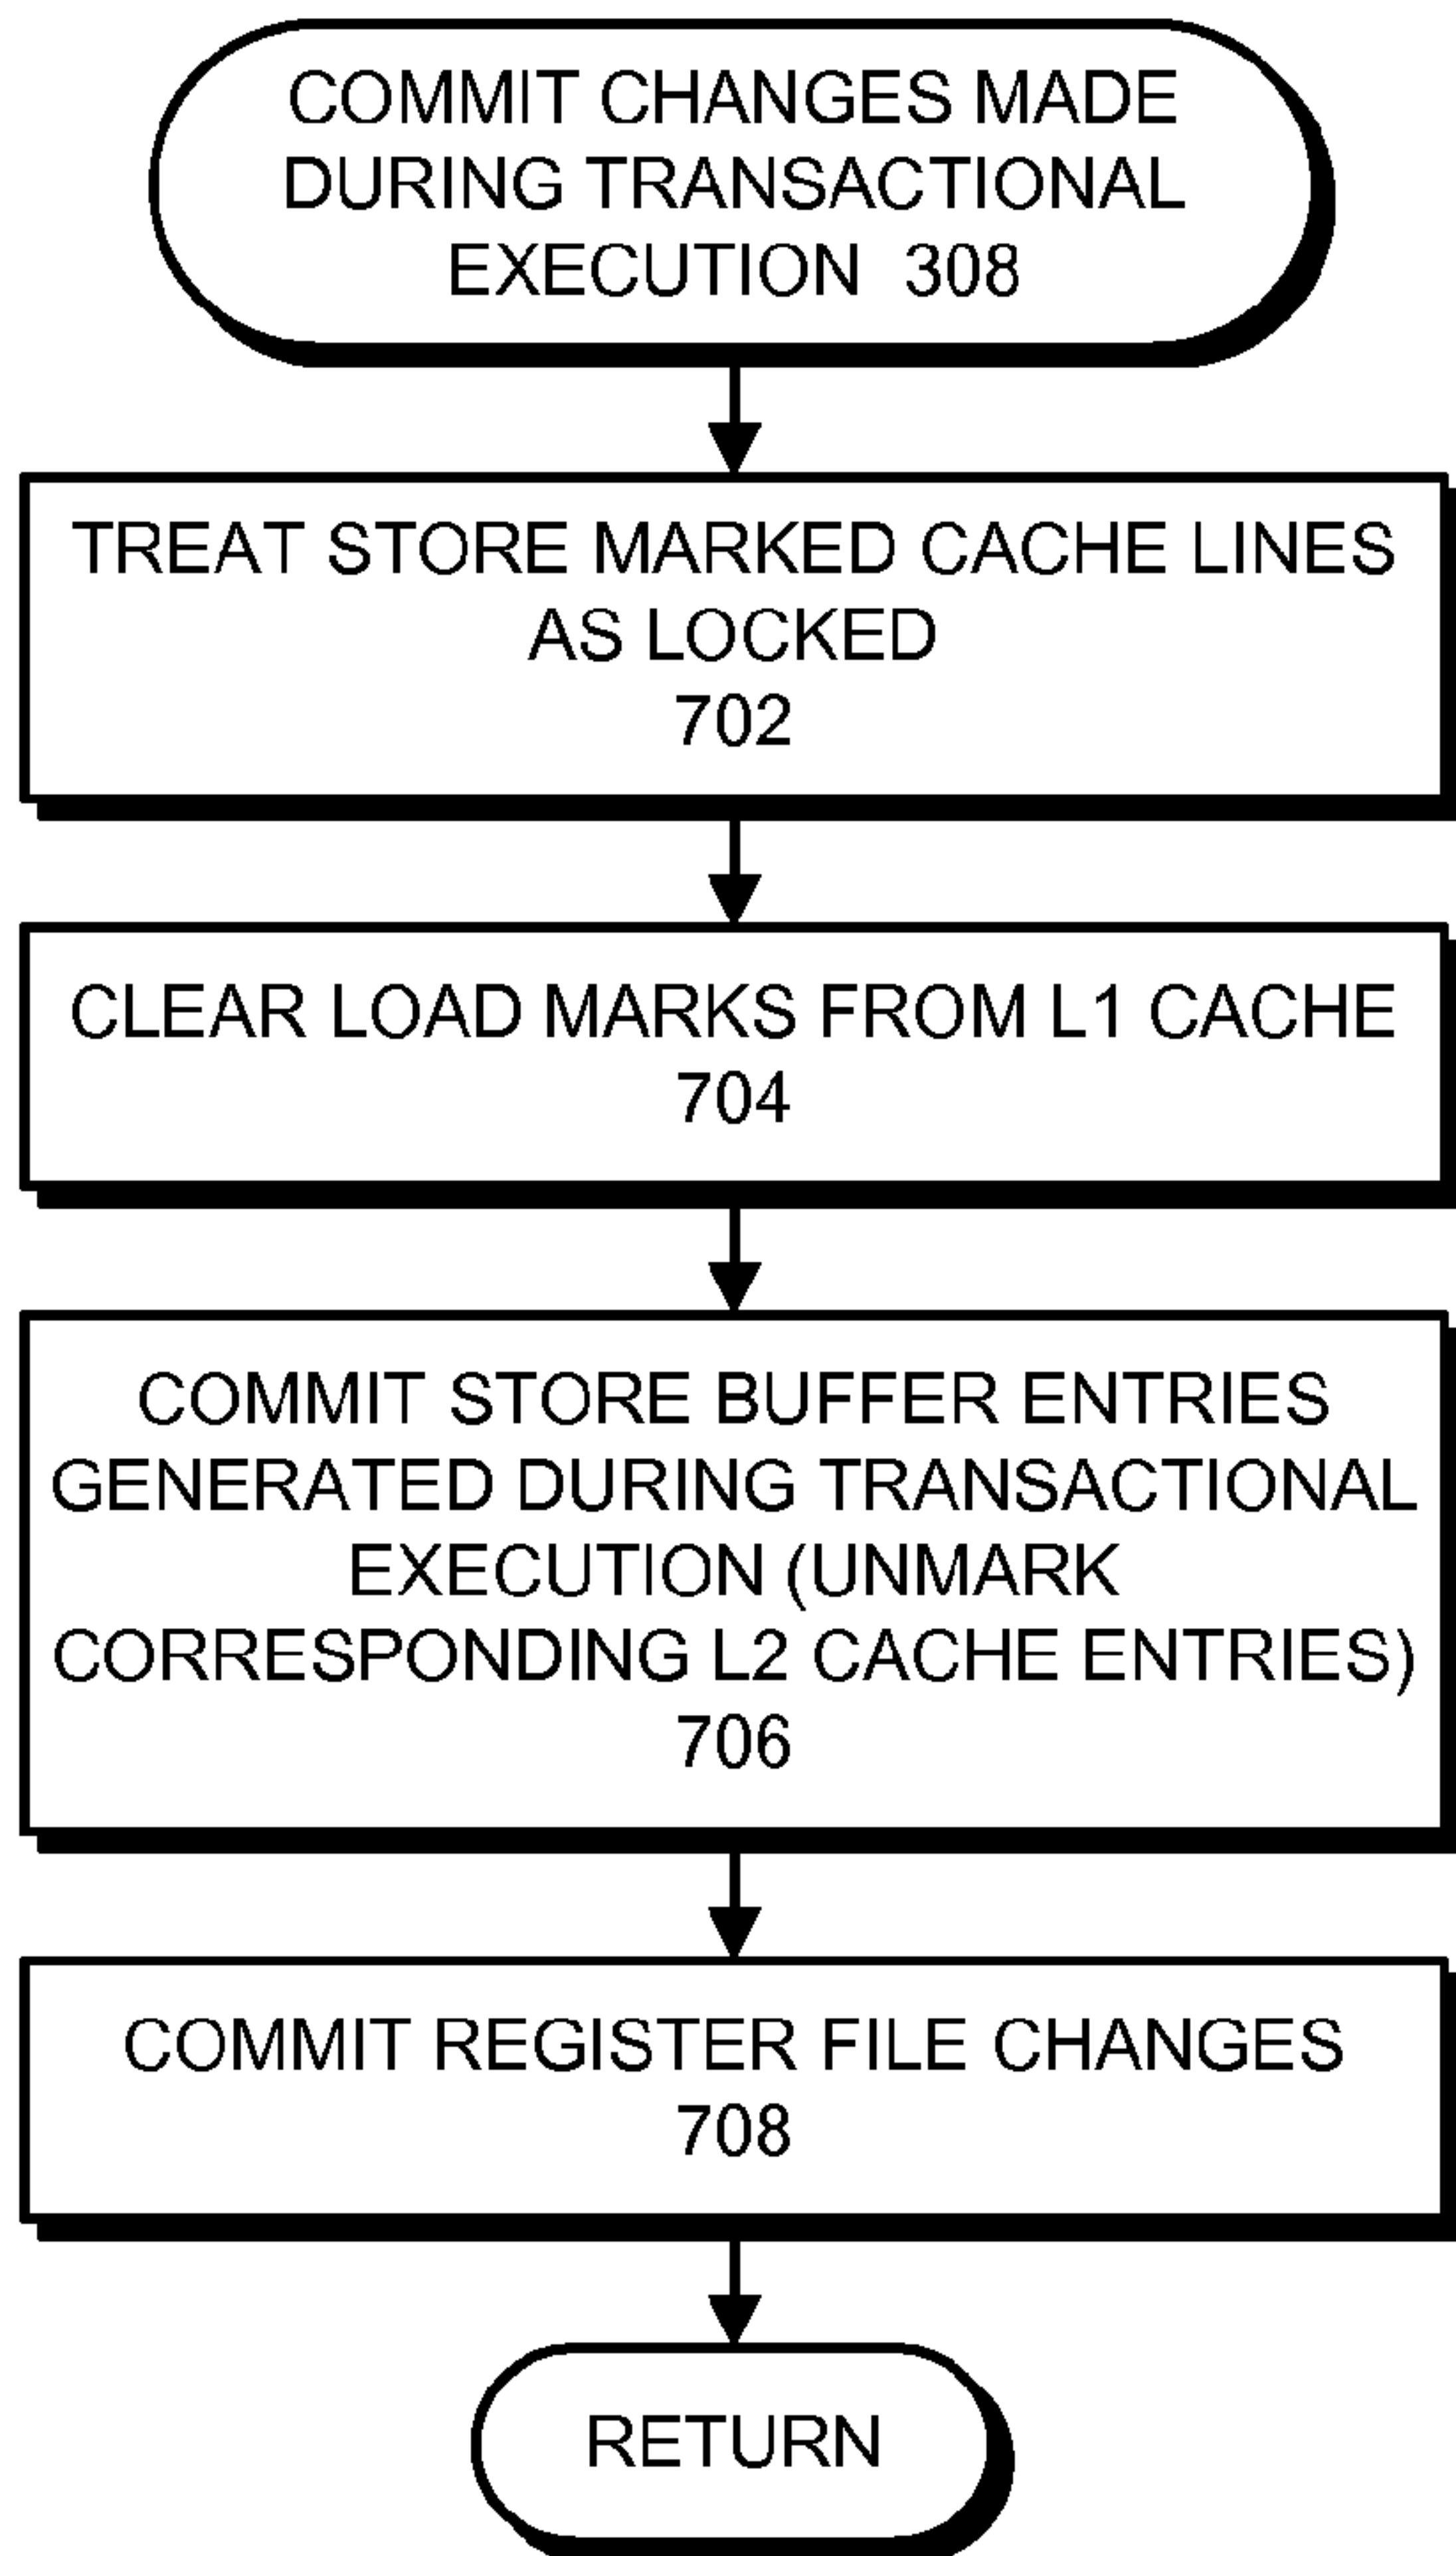 COMMIT CHANGES MADE
DURING TRANSACTIONAL
EXECUTION 308
TREAT STORE MARKED CACHE LINES
AS LOCKED
702
CLEAR LOAD MARKS FROM L1 CACHE
704
COMMIT STORE BUFFER ENTRIES
GENERATED DURING TRANSACTIONAL
EXECUTION (UNMARK
CORRESPONDING L2 CACHE ENTRIES)
706
COMMIT REGISTER FILE CHANGES
708
RETURN